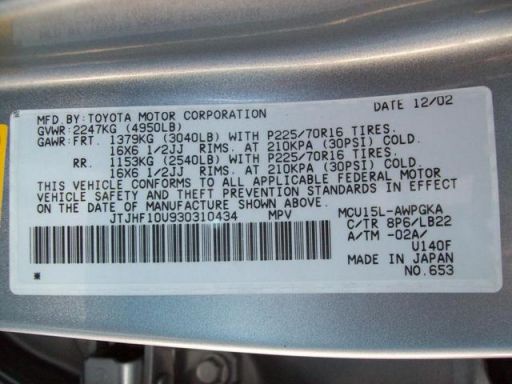 MFD.BY:TOYOTA MOTOR CORPORATION DATE 12/02
GVWR:2247KG (4950LB)
GAWR:FRT. 1379KG (3040LB) WITH P225/70R16 TIRES.
16X6 1/2JJ RIMS. AT 210KPA (30PSI) COLD.
RR. 1153KG (2540LB) WITH P225/70R16 TIRES.
16X6 1/2JJ RIMS. AT 210KPA (30PSI) COLD.
THIS VEHICLE CONFORMS TO ALL APPLICABLE FEDERAL MOTOR
VEHICLE SAFETY AND THEFT PREVENTION STANDARDS IN EFFECT
ON THE DATE OF MANUFACTURE SHOWN ABOVE.
JTJHF10U930310434 MPV MCU15L-AWPGKA
C/TR 8P6/LB22
A/TM -02A/
U140F
MADE IN JAPAN
NO.653